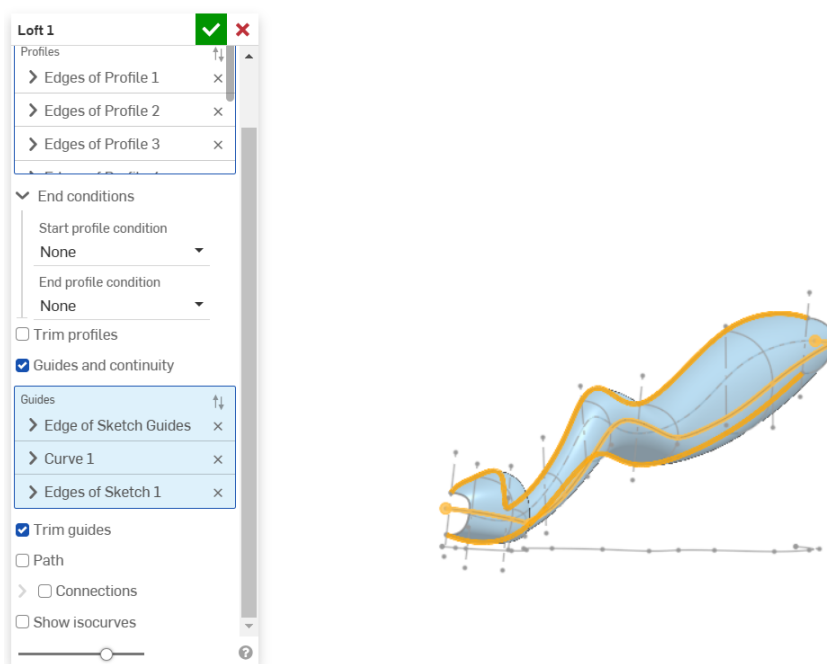 Loft 1
Profiles
Edges of Profile 1
Edges of Profile 2
Edges of Profile 3
End conditions
Start profile condition
None
End profile condition
None
Trim profiles
Guides and continuity
Guides
Edge of Sketch Guides
Curve 1
Edges of Sketch 1
Trim guides
Path
Connections
Show isocurves